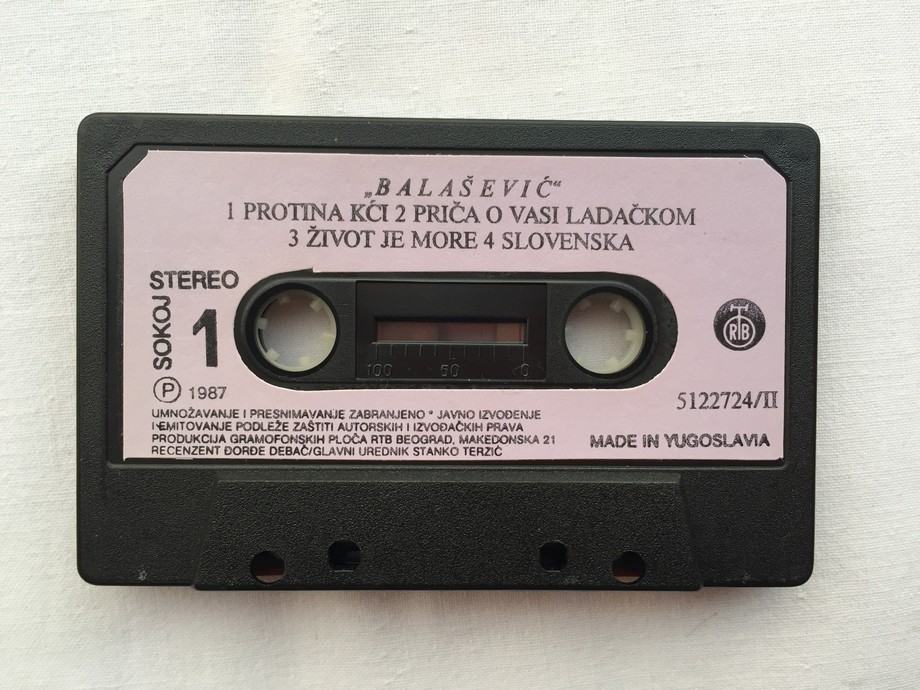 „BALAŠEVIĆ“
1 PROTINA KĆI 2 PRIČA O VASI LADAČKOM
3 ŽIVOT JE MORE 4 SLOVENSKA
STEREO
SOKOJ
1
RTB
Ⓟ 1987
5122724/II
UMNOŽAVANJE I PRESNIMAVANJE ZABRANJENO * JAVNO IZVOĐENJE
I EMITOVANJE PODLEŽE ZAŠTITI AUTORSKIH I IZVOĐAČKIH PRAVA
PRODUKCIJA GRAMOFONSKIH PLOČA RTB BEOGRAD, MAKEDONSKA 21
RECENZENT ĐORĐE DEBAČ/GLAVNI UREDNIK STANKO TERZIĆ
MADE IN YUGOSLAVIA
100 50 0